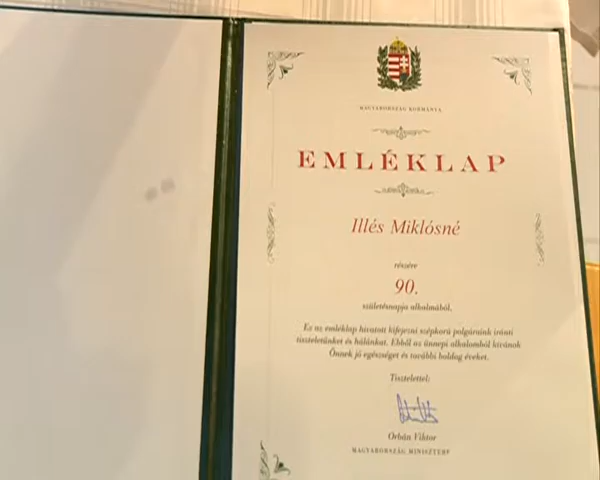 MAGYARORSZÁG KORMÁNYA
EMLÉKLAP
Illés Miklósné
részére
90.
születésnapja alkalmából.
Ez az emléklap hivatott kifejezni szépkorú polgáraink iránti
tiszteletünket és hálánkat. Ebből az ünnepi alkalomból kívánok
Önnek jó egészséget és további boldog éveket.
Tisztelettel:
Orbán Viktor
MAGYARORSZÁG MINISZTERE